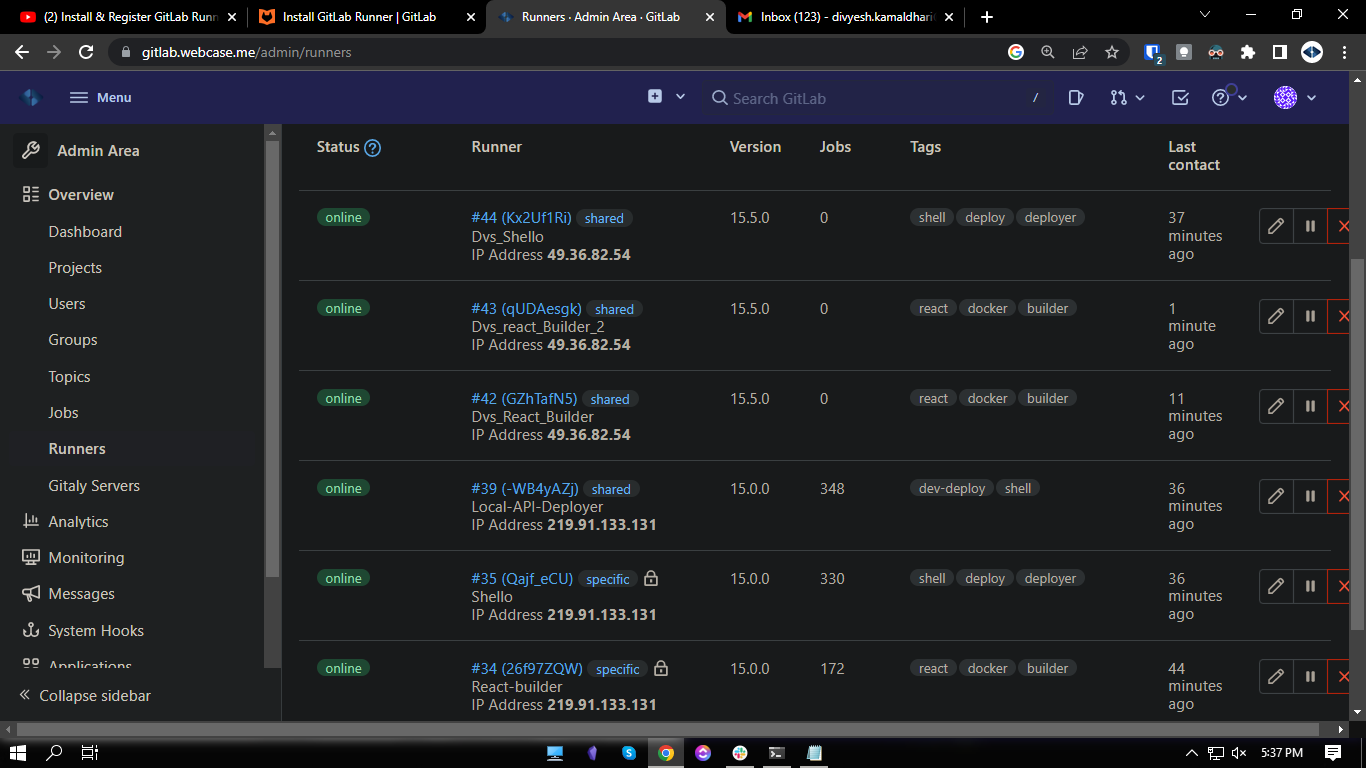 (2) Install & Register GitLab Runn
Install GitLab Runner | GitLab
Runners · Admin Area · GitLab
Inbox (123) - divyesh.kamaldhari
gitlab.webcase.me/admin/runners
2
Menu
Search GitLab
/
Admin Area
Overview
Dashboard
Projects
Users
Groups
Topics
Jobs
Runners
Gitaly Servers
Analytics
Monitoring
Messages
System Hooks
Applications
Collapse sidebar
Status ? Runner Version Jobs Tags Last
contact
online #44 (Kx2Uf1Ri) shared 15.5.0 0 shell deploy deployer 37
Dvs_Shello minutes
IP Address 49.36.82.54 ago
online #43 (qUDAesgk) shared 15.5.0 0 react docker builder 1
Dvs_react_Builder_2 minute
IP Address 49.36.82.54 ago
online #42 (GZhTafN5) shared 15.5.0 0 react docker builder 11
Dvs_React_Builder minutes
IP Address 49.36.82.54 ago
online #39 (-WB4yAZj) shared 15.0.0 348 dev-deploy shell 36
Local-API-Deployer minutes
IP Address 219.91.133.131 ago
online #35 (Qajf_eCU) specific 15.0.0 330 shell deploy deployer 36
Shello minutes
IP Address 219.91.133.131 ago
online #34 (26f97ZQW) specific 15.0.0 172 react docker builder 44
React-builder minutes
IP Address 219.91.133.131 ago
5:37 PM